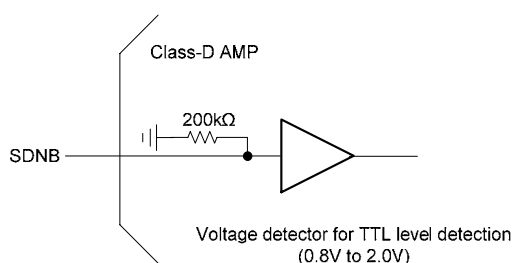 Class-D AMP
200kΩ
SDNB
Voltage detector for TTL level detection
(0.8V to 2.0V)